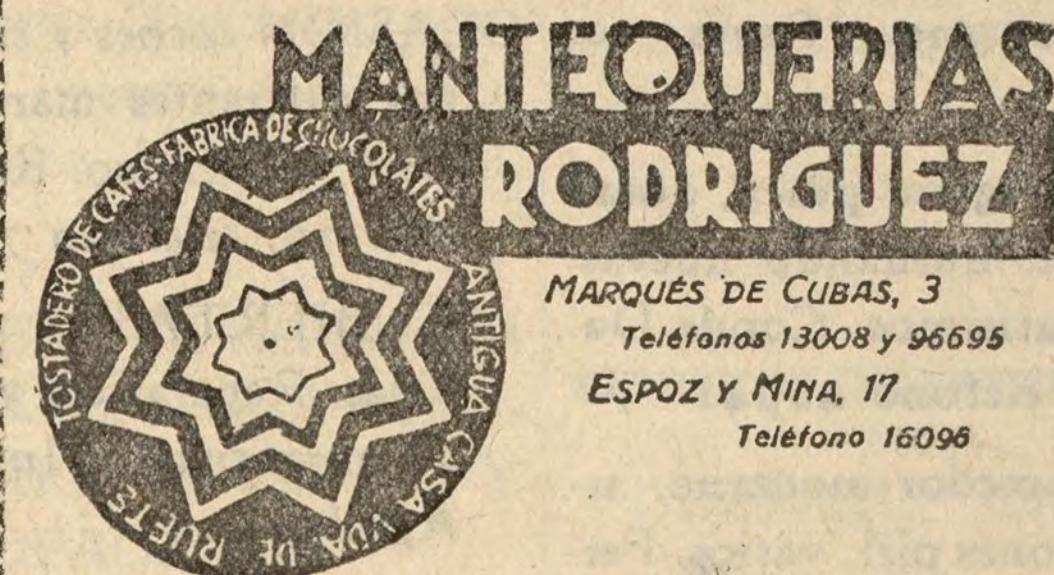 MANTEQUERIAS
RODRIGUEZ
TOSTADERO DE CAFES-FABRICA DE CHOCOLATES
ANTIGUA CASA VDA DE RUETE
MARQUÉS DE CUBAS, 3
Teléfonos 13008 y 96695
ESPOZ Y MINA, 17
Teléfono 16096